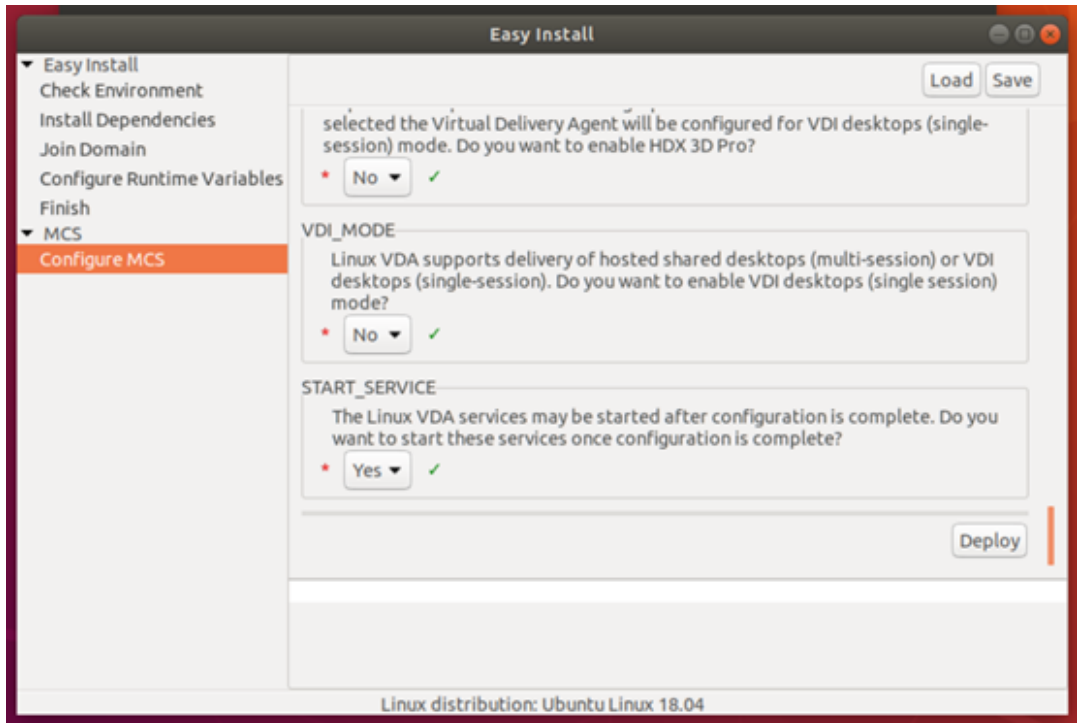 Easy Install
Easy Install
Check Environment
Install Dependencies
Join Domain
Configure Runtime Variables
Finish
MCS
Configure MCS
Load Save
selected the Virtual Delivery Agent will be configured for VDI desktops (single-
session) mode. Do you want to enable HDX 3D Pro?
* No
VDI_MODE
Linux VDA supports delivery of hosted shared desktops (multi-session) or VDI
desktops (single-session). Do you want to enable VDI desktops (single session)
mode?
* No
START_SERVICE
The Linux VDA services may be started after configuration is complete. Do you
want to start these services once configuration is complete?
* Yes
Deploy
Linux distribution: Ubuntu Linux 18.04